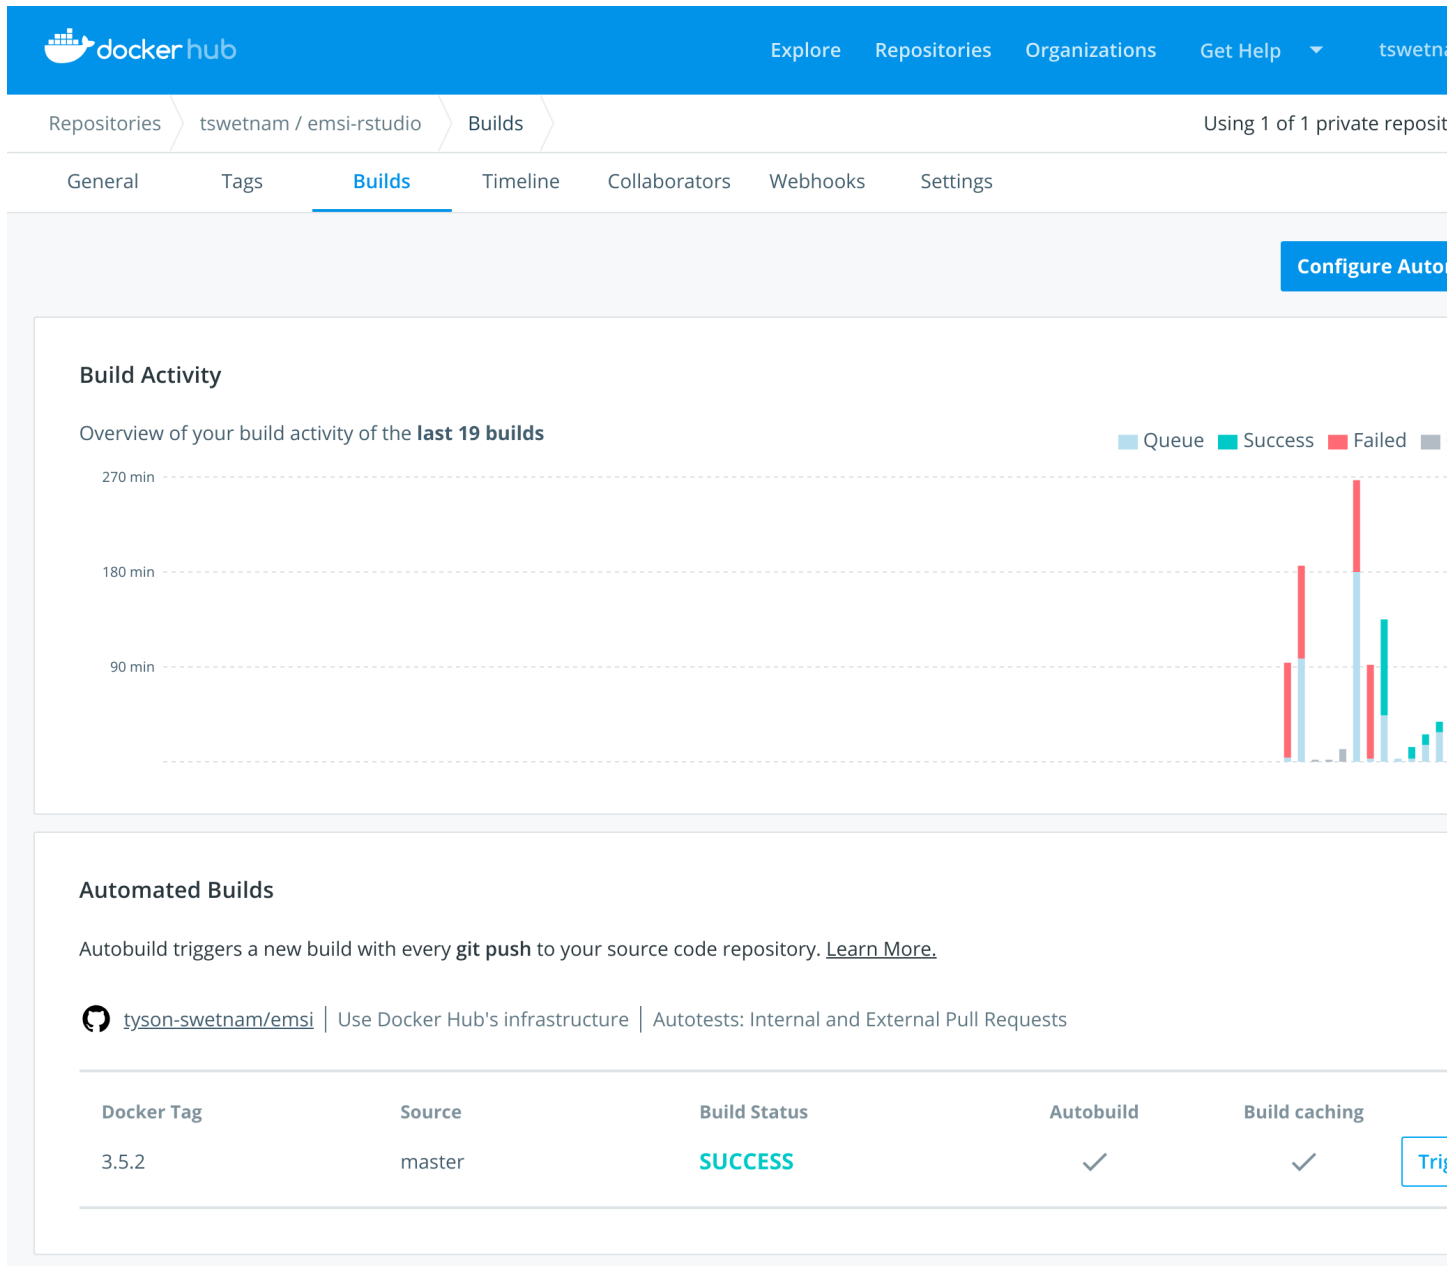 docker hub Explore Repositories Organizations Get Help
Repositories tswetnam / emsi-rstudio Builds Using 1 of 1 private
General Tags Builds Timeline Collaborators Webhooks Settings
Configure
Build Activity
Overview of your build activity of the last 19 builds
Queue Success Failed
270 min
180 min
90 min
Automated Builds
Autobuild triggers a new build with every git push to your source code repository. Learn More.
tyson-swetnam/emsi Use Docker Hub's infrastructure Autotests: Internal and External Pull Requests
Docker Tag Source Build Status Autobuild Build caching
3.5.2 master SUCCESS